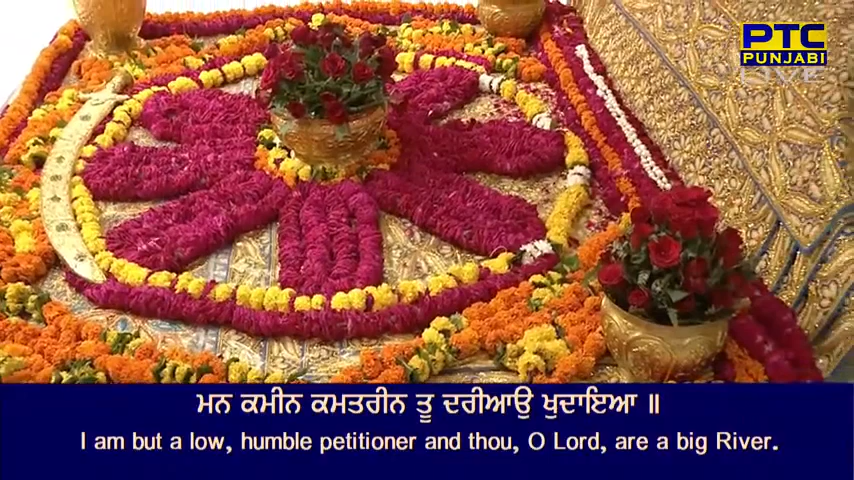 PTC
PUNJABI
LIVE
ਮਨ ਕਮੀਨ ਕਮਤਰੀਨ ਤੂ ਦਰੀਆਉ ਖੁਦਾਇਆ ॥
I am but a low, humble petitioner and thou, O Lord, are a big River.